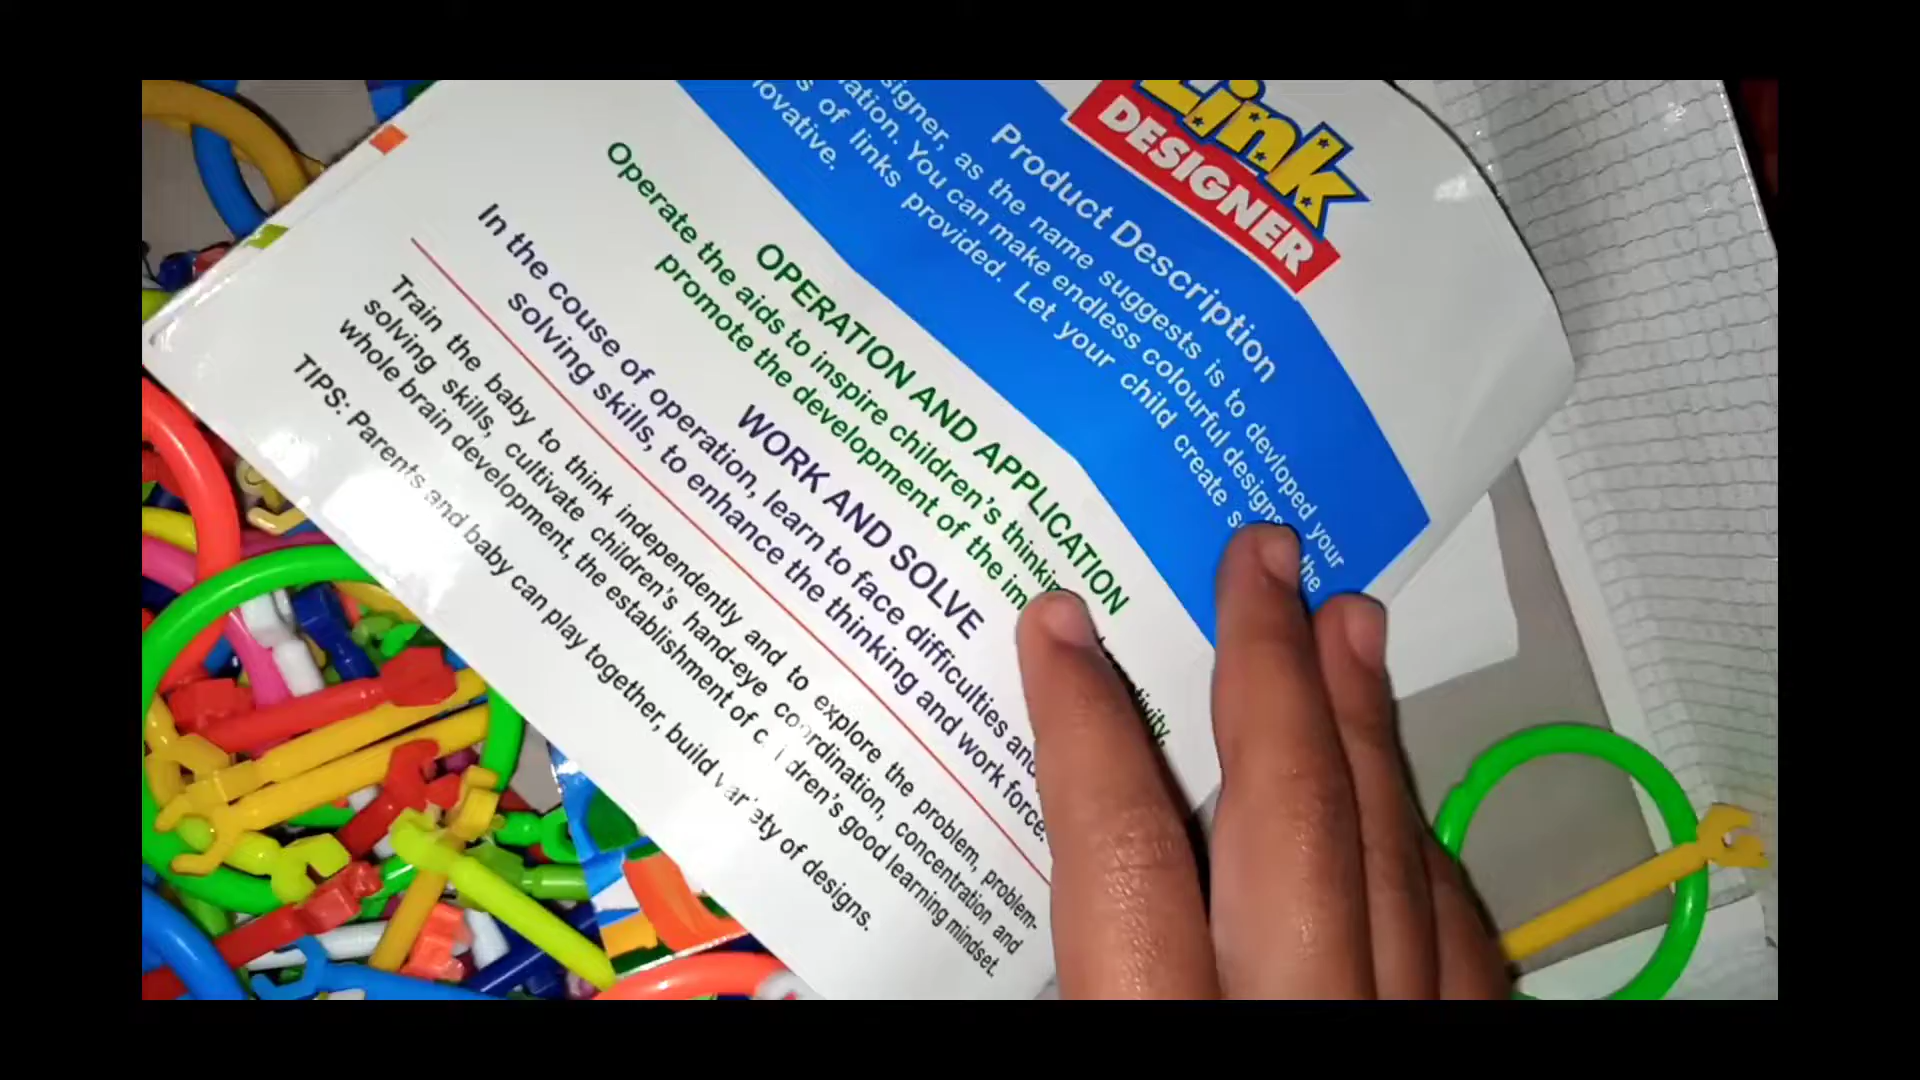 Link
DESIGNER
Product Description
signer, as the name suggests is to devloped your
ation. You can make endless colourful designs the
s of links provided. Let your child create
ovative.
OPERATION AND APPLICATION
Operate the aids to inspire children's thinking
promote the development of the
WORK AND SOLVE
In the couse of operation, learn to face difficulties and
solving skills, to enhance the thinking and work force.
Train the baby to think independently and to explore the problem, problem-
solving skills, cultivate children's hand-eye coordination, concentration and
whole brain development, the establishment of children's good learning mindset.
TIPS: Parents and baby can play together, build variety of designs.